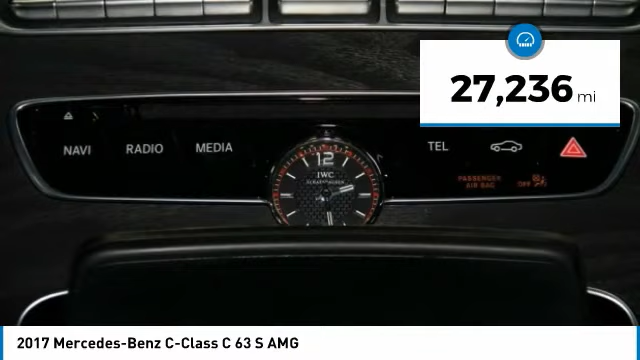 27,236 mi
NAVI RADIO MEDIA TEL
12
IWC
PASSENGER
AIR BAG OFF
2017 Mercedes-Benz C-Class C 63 S AMG